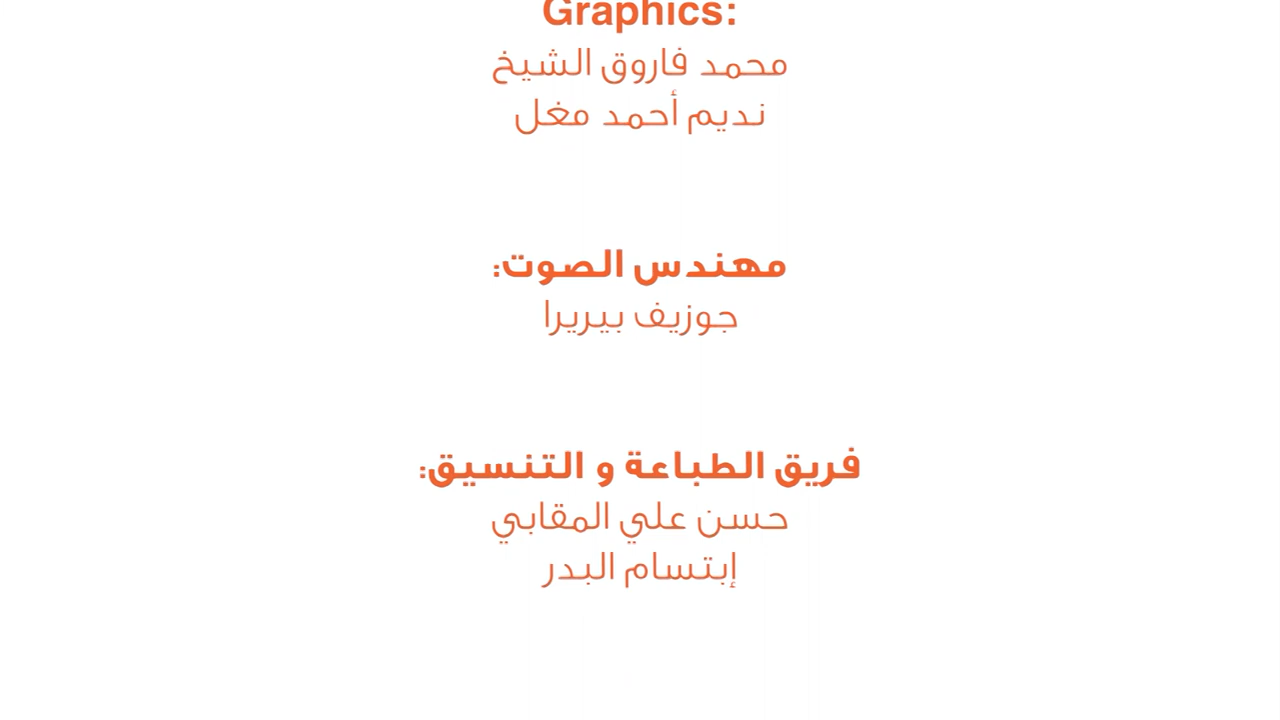 Graphics:
محمد فاروق الشيخ
نديم أحمد مغل
مهندس الصوت:
جوزيف بيريرا
فريق الطباعة و التنسيق:
حسن علي المقابي
إبتسام البدر